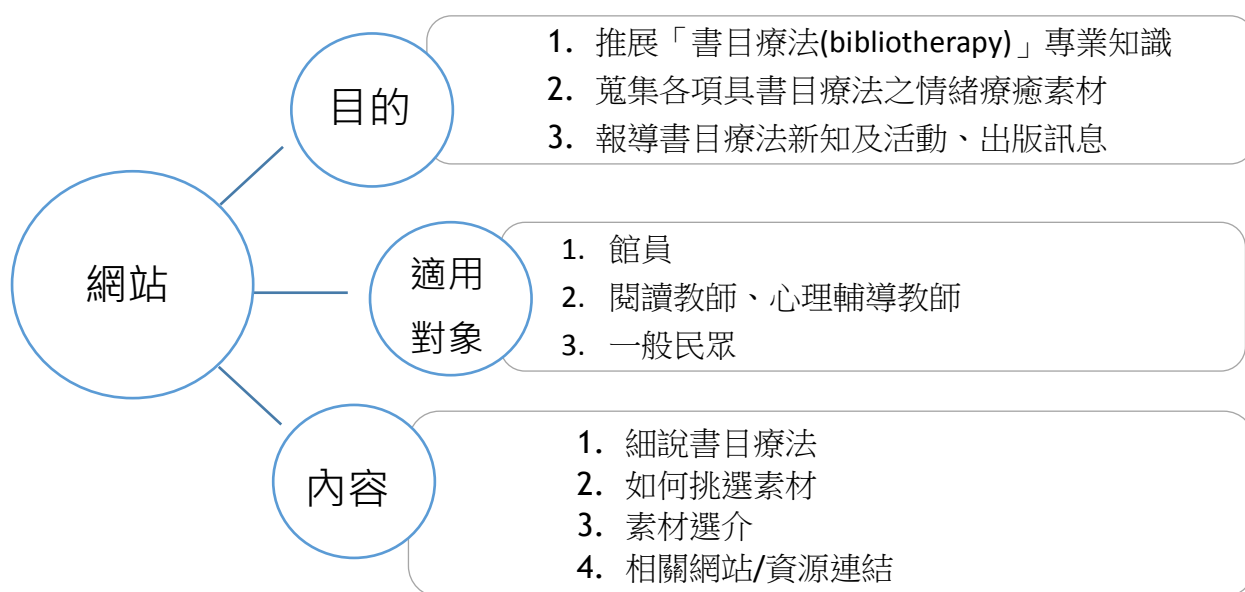 網站
目的
1. 推展「書目療法(bibliotherapy)」專業知識
2. 蒐集各項具書目療法之情緒療癒素材
3. 報導書目療法新知及活動、出版訊息
適用
對象
1. 館員
2. 閱讀教師、心理輔導教師
3. 一般民眾
內容
1. 細說書目療法
2. 如何挑選素材
3. 素材選介
4. 相關網站/資源連結